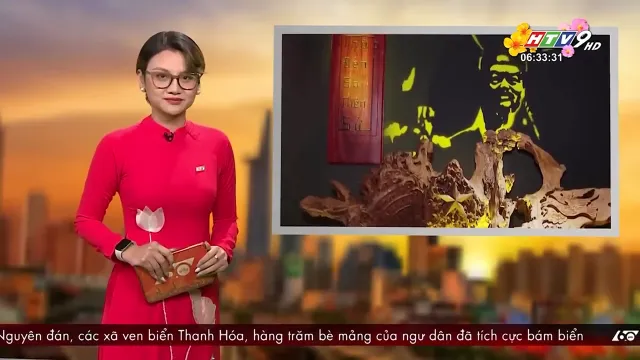 HTV9 HD
06:33:31
Nguyên đán, các xã ven biển Thanh Hóa, hàng trăm bè mảng của ngư dân đã tích cực bám biển